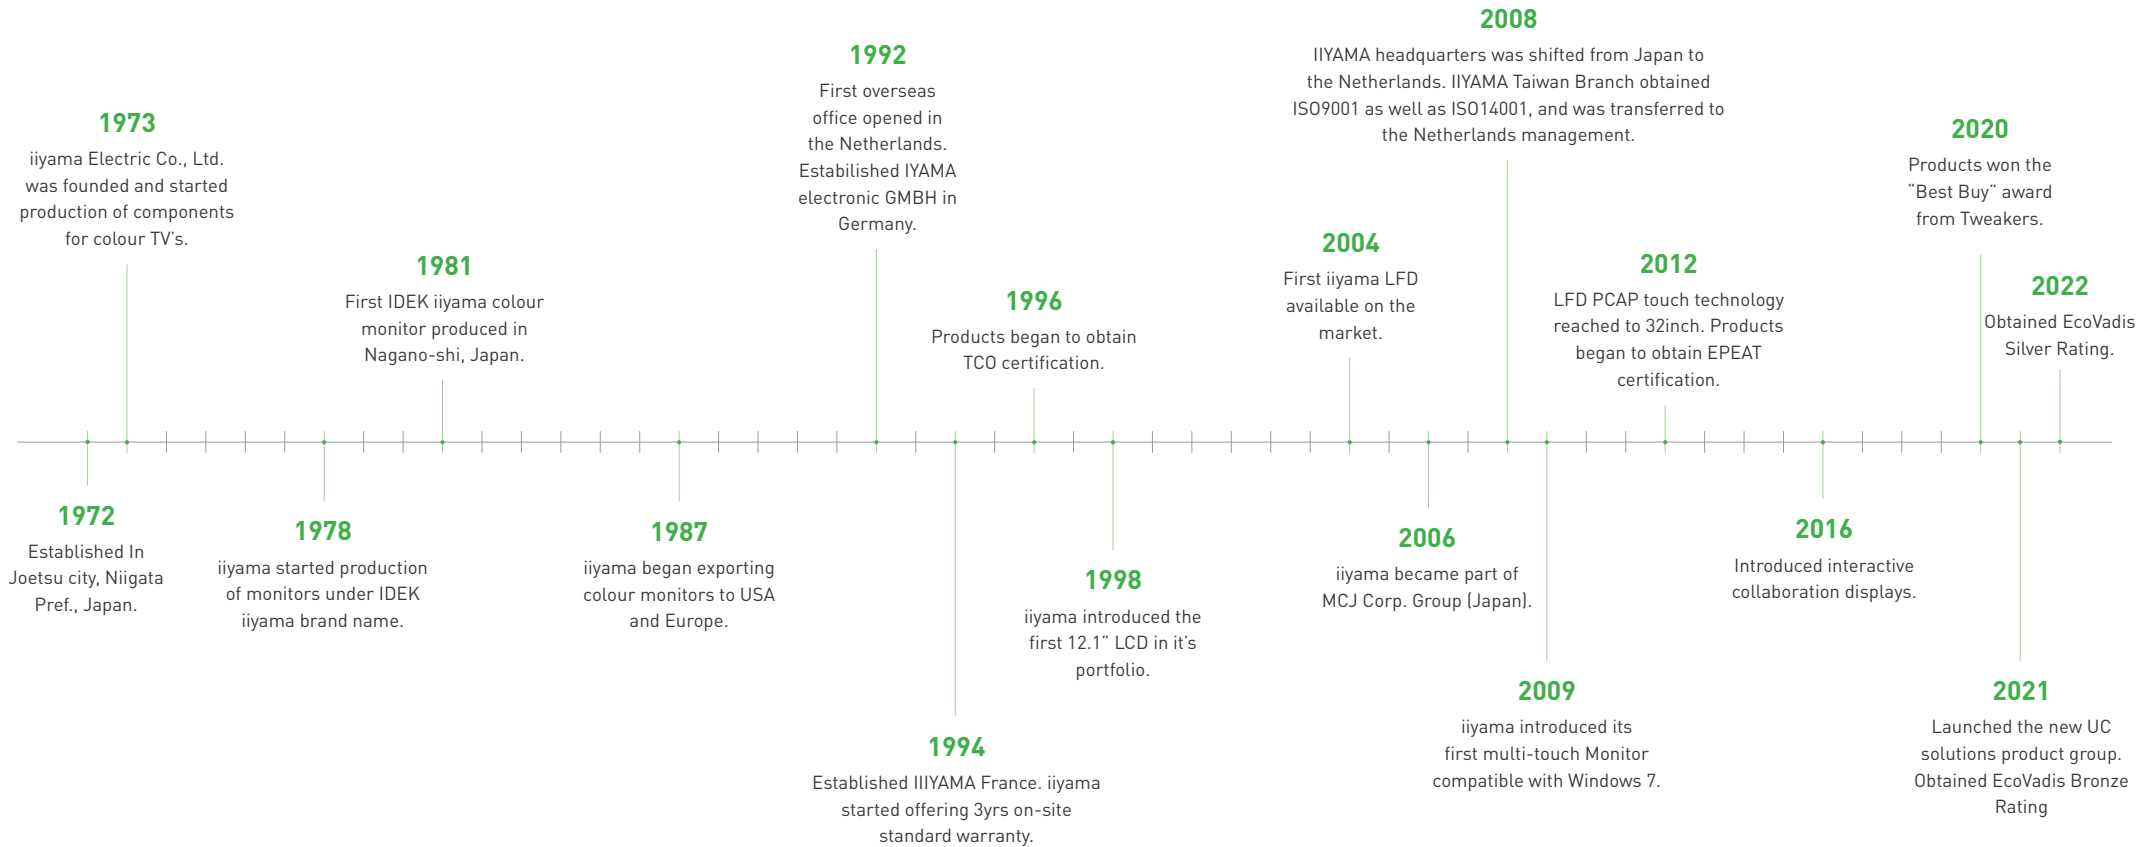 1973
iiyama Electric Co., Ltd.
was founded and started
production of components
for colour TV's.
1981
First IDEK iiyama colour
monitor produced in
Nagano-shi, Japan.
1992
First overseas
office opened in
the Netherlands.
Estabilished IYAMA
electronic GMBH in
Germany.
1996
Products began to obtain
TCO certification.
2004
First iiyama LFD
available on the
market.
2008
IIYAMA headquarters was shifted from Japan to
the Netherlands. IIYAMA Taiwan Branch obtained
ISO9001 as well as ISO14001, and was transferred to
the Netherlands management.
2012
LFD PCAP touch technology
reached to 32inch. Products
began to obtain EPEAT
certification.
2020
Products won the
“Best Buy” award
from Tweakers.
2022
Obtained EcoVadis
Silver Rating.
1972
Established In
Joetsu city, Niigata
Pref., Japan.
1978
iiyama started production
of monitors under IDEK
iiyama brand name.
1987
iiyama began exporting
colour monitors to USA
and Europe.
1994
Established IIIYAMA France. iiyama
started offering 3yrs on-site
standard warranty.
1998
iiyama introduced the
first 12.1” LCD in it's
portfolio.
2006
iiyama became part of
MCJ Corp. Group (Japan).
2009
iiyama introduced its
first multi-touch Monitor
compatible with Windows 7.
2016
Introduced interactive
collaboration displays.
2021
Launched the new UC
solutions product group.
Obtained EcoVadis Bronze
Rating